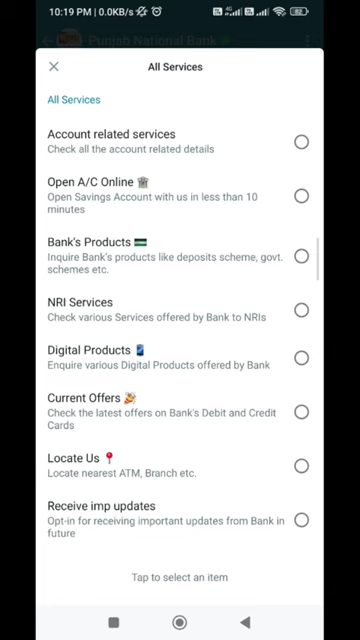 10:19 PM | 0.0KB/s
4G
82
Punjab National Bank
All Services
All Services
Account related services
Check all the account related details
Open A/C Online 🏦
Open Savings Account with us in less than 10
minutes
Bank's Products 💵
Inquire Bank's products like deposits scheme, govt.
schemes etc.
NRI Services
Check various Services offered by Bank to NRIs
Digital Products 📱
Enquire various Digital Products offered by Bank
Current Offers 🎉
Check the latest offers on Bank's Debit and Credit
Cards
Locate Us 📍
Locate nearest ATM, Branch etc.
Receive imp updates
Opt-in for receiving important updates from Bank in
future
Tap to select an item